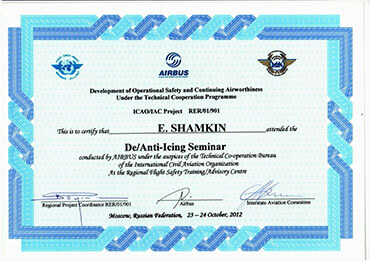 AIRBUS
Development of Operational Safety and Continuing Airworthiness
Under the Technical Cooperation Programme
ICAO/IAC Project RER/01/901
This is to certify that E. SHAMKIN attended the
De/Anti-Icing Seminar
conducted by AIRBUS under the auspices of the Technical Co-operation Bureau
of the International Civil Aviation Organization
At the Regional Flight Safety Training/Advisory Centre
Regional Project Coordinator RER/01/901 Airbus Interstate Aviation Committee
Moscow, Russian Federation, 23 – 24 October, 2012